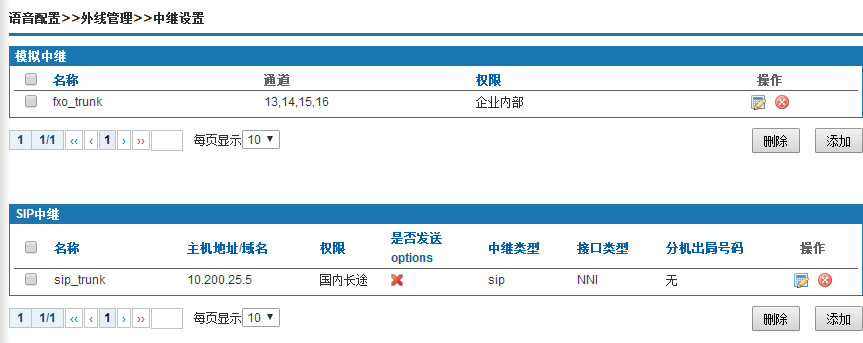 语音配置>>外线管理>>中继设置
模拟中继
名称 通道 权限 操作
fxo_trunk 13,14,15,16 企业内部
1 1/1 ‹‹ ‹ 1 › ›› 每页显示 10 删除 添加
SIP中继
名称 主机地址/域名 权限 是否发送 options 中继类型 接口类型 分机出局号码 操作
sip_trunk 10.200.25.5 国内长途 sip NNI 无
1 1/1 ‹‹ ‹ 1 › ›› 每页显示 10 删除 添加